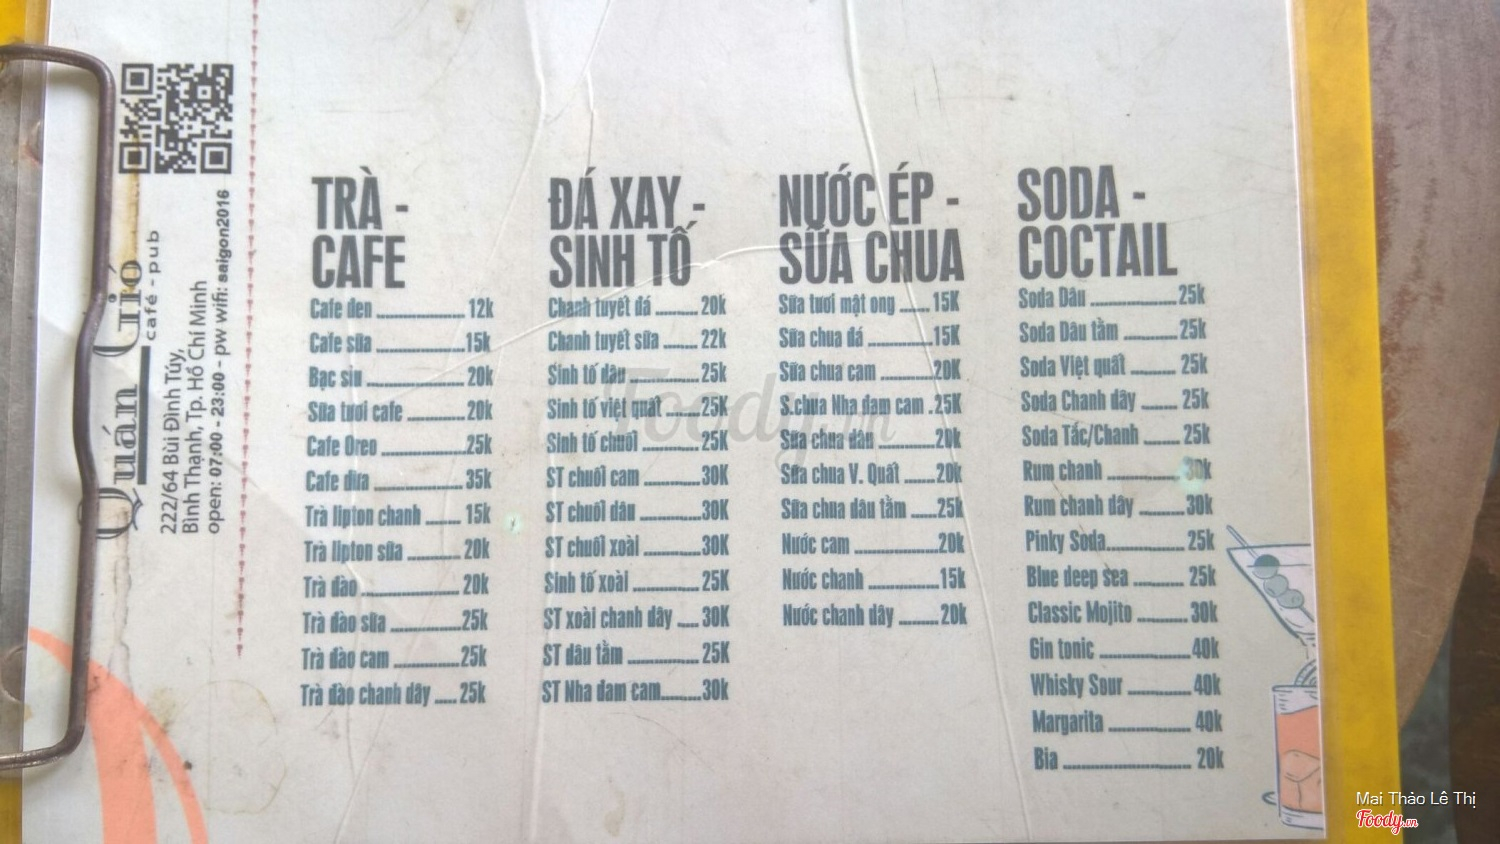 Quán Gió
café - pub
222/64 Bùi Đình Túy,
Bình Thạnh, Tp. Hồ Chí Minh
open: 07:00 - 23:00 - pw wifi: saigon2016
TRÀ -
CAFE
Cafe đen 12k
Cafe sữa 15k
Bạc sỉu 20k
Sữa tươi cafe 20k
Cafe Oreo 25k
Cafe dừa 35k
Trà lipton chanh 15k
Trà lipton sữa 20k
Trà đào 20k
Trà đào sữa 25k
Trà đào cam 25k
Trà đào chanh dây 25k
ĐÁ XAY -
SINH TỐ
Chanh tuyết đá 20k
Chanh tuyết sữa 22k
Sinh tố dâu 25k
Sinh tố việt quất 25K
Sinh tố chuối 25K
ST chuối cam 30K
ST chuối dâu 30K
ST chuối xoài 30K
Sinh tố xoài 25K
ST xoài chanh dây 30K
ST dâu tằm 25K
ST Nha đam cam 30k
NƯỚC ÉP -
SỮA CHUA
Sữa tươi mật ong 15K
Sữa chua đá 15K
Sữa chua cam 20K
S.chua Nha đam cam 25K
Sữa chua dâu 20k
Sữa chua V. Quất 20k
Sữa chua dâu tằm 25k
Nước cam 20k
Nước chanh 15k
Nước chanh dây 20k
SODA -
COCTAIL
Soda Dâu 25k
Soda Dâu tằm 25k
Soda Việt quất 25k
Soda Chanh dây 25k
Soda Tắc/Chanh 25k
Rum chanh 30k
Rum chanh dây 30k
Pinky Soda 25k
Blue deep sea 25k
Classic Mojito 30k
Gin tonic 40k
Whisky Sour 40k
Margarita 40k
Bia 20k
Foody.vn
Mai Thảo Lê Thị
Foody.vn